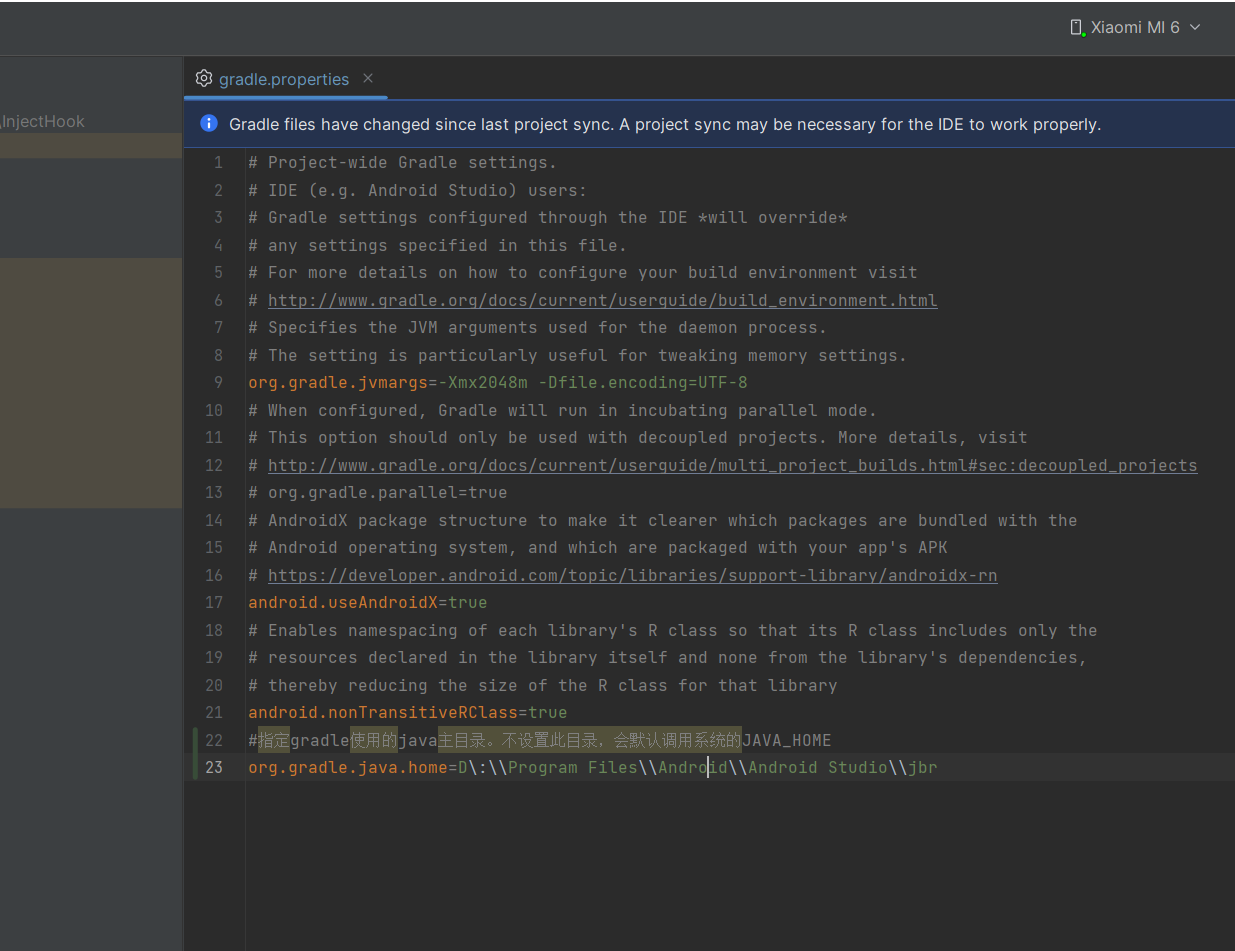 Xiaomi MI 6
gradle.properties
\InjectHook
Gradle files have changed since last project sync. A project sync may be necessary for the IDE to work properly.
1 # Project-wide Gradle settings.
2 # IDE (e.g. Android Studio) users:
3 # Gradle settings configured through the IDE *will override*
4 # any settings specified in this file.
5 # For more details on how to configure your build environment visit
6 # http://www.gradle.org/docs/current/userguide/build_environment.html
7 # Specifies the JVM arguments used for the daemon process.
8 # The setting is particularly useful for tweaking memory settings.
9 org.gradle.jvmargs=-Xmx2048m -Dfile.encoding=UTF-8
10 # When configured, Gradle will run in incubating parallel mode.
11 # This option should only be used with decoupled projects. More details, visit
12 # http://www.gradle.org/docs/current/userguide/multi_project_builds.html#sec:decoupled_projects
13 # org.gradle.parallel=true
14 # AndroidX package structure to make it clearer which packages are bundled with the
15 # Android operating system, and which are packaged with your app's APK
16 # https://developer.android.com/topic/libraries/support-library/androidx-rn
17 android.useAndroidX=true
18 # Enables namespacing of each library's R class so that its R class includes only the
19 # resources declared in the library itself and none from the library's dependencies,
20 # thereby reducing the size of the R class for that library
21 android.nonTransitiveRClass=true
22 #指定gradle使用的java主目录。不设置此目录，会默认调用系统的JAVA_HOME
23 org.gradle.java.home=D\:\\Program Files\\Android\\Android Studio\\jbr